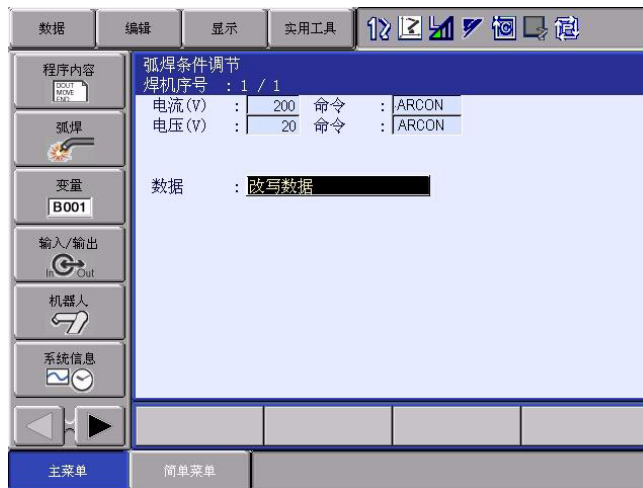 数据 编辑 显示 实用工具
程序内容
DOUT
MOVE
END
弧焊
变量
B001
输入/输出
In Out
机器人
系统信息
弧焊条件调节
焊机序号 : 1 / 1
电流(V) : 200 命令 : ARCON
电压(V) : 20 命令 : ARCON
数据 : 改写数据
主菜单 简单菜单